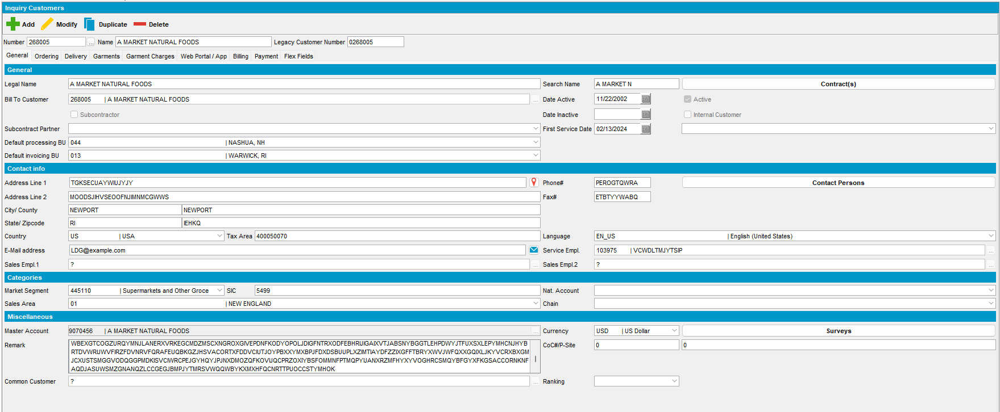 Inquiry Customers
Add Modify Duplicate Delete
Number 268005 ... Name A MARKET NATURAL FOODS Legacy Customer Number 0268005
General Ordering Delivery Garments Garment Charges Web Portal / App Billing Payment Flex Fields
General
Legal Name A MARKET NATURAL FOODS Search Name A MARKET N Contract(s)
Bill To Customer 268005 | A MARKET NATURAL FOODS ... Date Active 11/22/2002 16 Active
Subcontractor Date Inactive 16 Internal Customer
Subcontract Partner First Service Date 02/13/2024 16
Default processing BU 044 | NASHUA, NH
Default invoicing BU 013 | WARWICK, RI
Contact info
Address Line 1 TGKSECUAYWIUJYJY Phone# PEROGTQWRA Contact Persons
Address Line 2 MOODSJIHVSEOOFNJIMNMCGWWS Fax# ETBTYYWABQ
City/ County NEWPORT NEWPORT
State/ Zipcode RI IEHKQ
Country US | USA Tax Area 400050070 Language EN_US | English (United States)
E-Mail address LDG@example.com Service Empl. 103975 | VCWDLTMJYTSIP ...
Sales Empl.1 ? ... Sales Empl.2 ? ...
Categories
Market Segment 445110 | Supermarkets and Other Groce SIC 5499 Nat. Account
Sales Area 01 | NEW ENGLAND Chain
Miscellaneous
Master Account 9070456 | A MARKET NATURAL FOODS ... Currency USD | US Dollar Surveys
Remark WBEXGTCOGZURQYMNJLANERXVRKEGCMDZMSCXNGROXGIVEPDNFKODYOPOLJDIGFNTRXODFEBHRIJIGAIXVTJABSNYBGGTLEHPDWYJTFUXSXLEPYMHCNJHYB CoC#/P-Site 0 0
RTDVWRIJWVFIRZFDVNRVFQRAFEUQBKGZJHSVACORTXFDDVCIUTJOYPBXXYMXBPJFDXDSBUUPLXZIMTIAYDFZZIXGFFTBRYXWVJWFQXXGQIXLJKYVCRXBXGM
JCXUSTSMGGVODQGGPMDKISVCIWRCPEJGYHQYJPJNXDMOZQFKOVIJQCPRZOXIYBSFOMMNFPTMQPYIJANXRZMFHYXYVOGHRCSMQYBFGYXFKGSACCORNKNF
AQDJASUWSMZGNANQZLCCGEGJBMPJYTMRSVWQQWBYKXMXHFQCNRTTPUOCCSTYMHOK
Common Customer ? ... Ranking